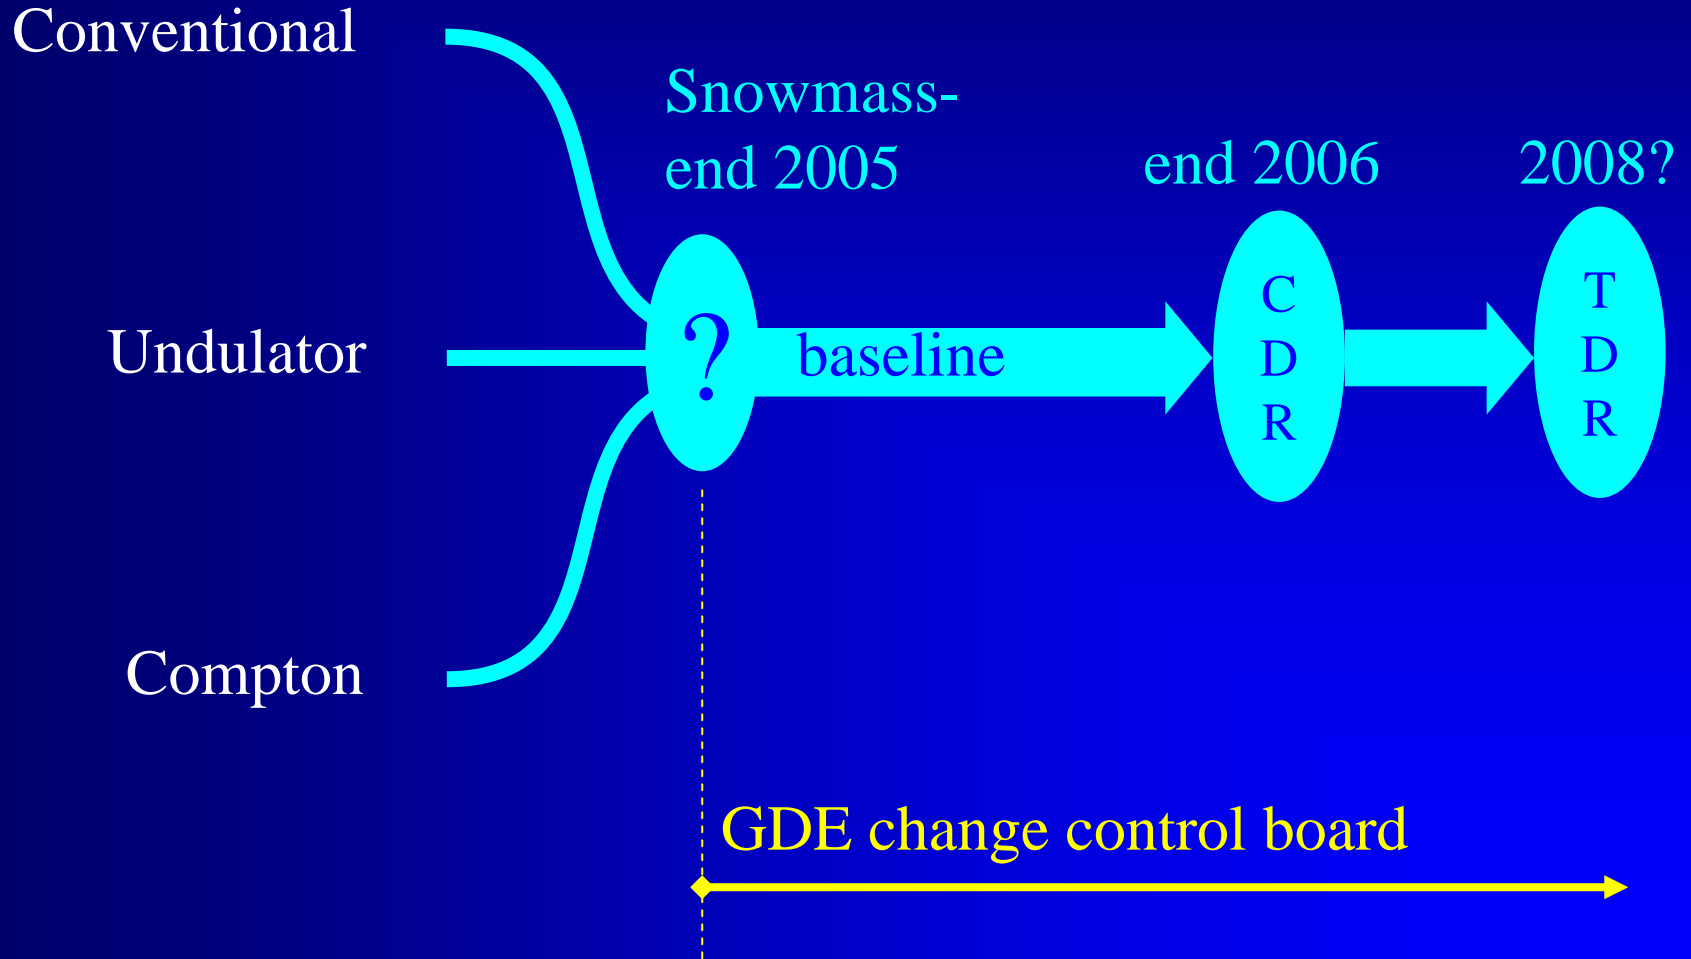 Conventional
Snowmass-
end 2005
end 2006
2008?
Undulator
?
baseline
C
D
R
T
D
R
Compton
GDE change control board